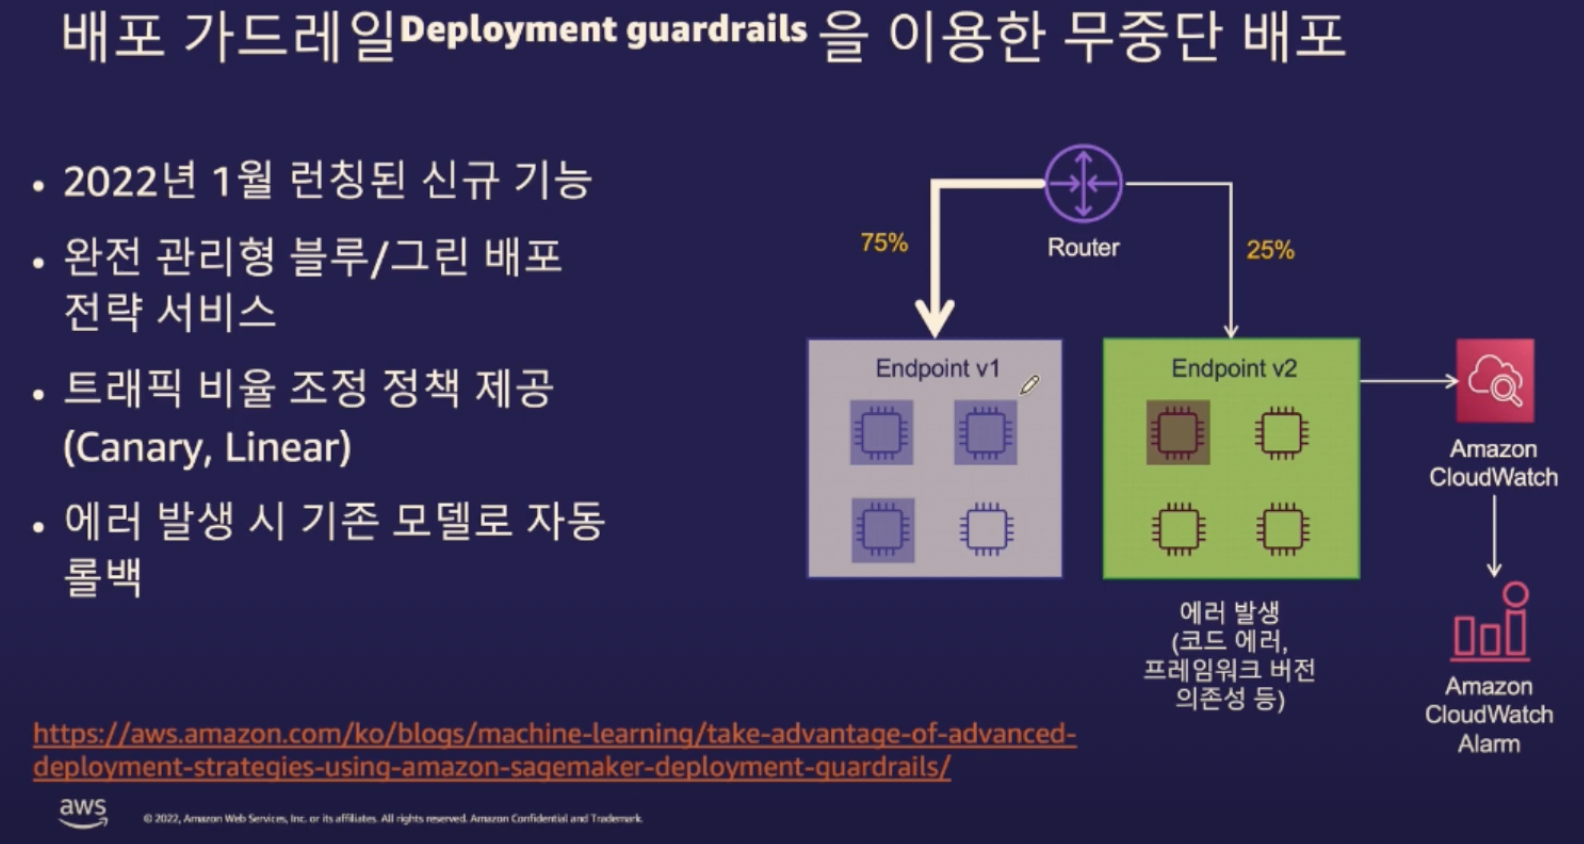 배포 가드레일Deployment guardrails 을 이용한 무중단 배포
• 2022년 1월 런칭된 신규 기능
• 완전 관리형 블루/그린 배포
전략 서비스
• 트래픽 비율 조정 정책 제공
(Canary, Linear)
• 에러 발생 시 기존 모델로 자동
롤백
Router
75%
25%
Endpoint v1
Endpoint v2
Amazon
CloudWatch
에러 발생
(코드 에러,
프레임워크 버전
의존성 등)
Amazon
CloudWatch
Alarm
https://aws.amazon.com/ko/blogs/machine-learning/take-advantage-of-advanced-
deployment-strategies-using-amazon-sagemaker-deployment-guardrails/
aws
© 2022, Amazon Web Services, Inc. or its affiliates. All rights reserved. Amazon Confidential and Trademark.